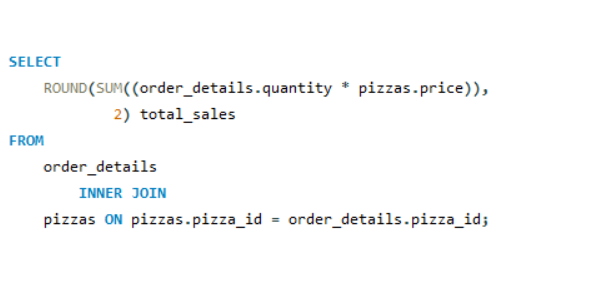 SELECT
ROUND(SUM((order_details.quantity * pizzas.price)),
2) total_sales
FROM
order_details
INNER JOIN
pizzas ON pizzas.pizza_id = order_details.pizza_id;